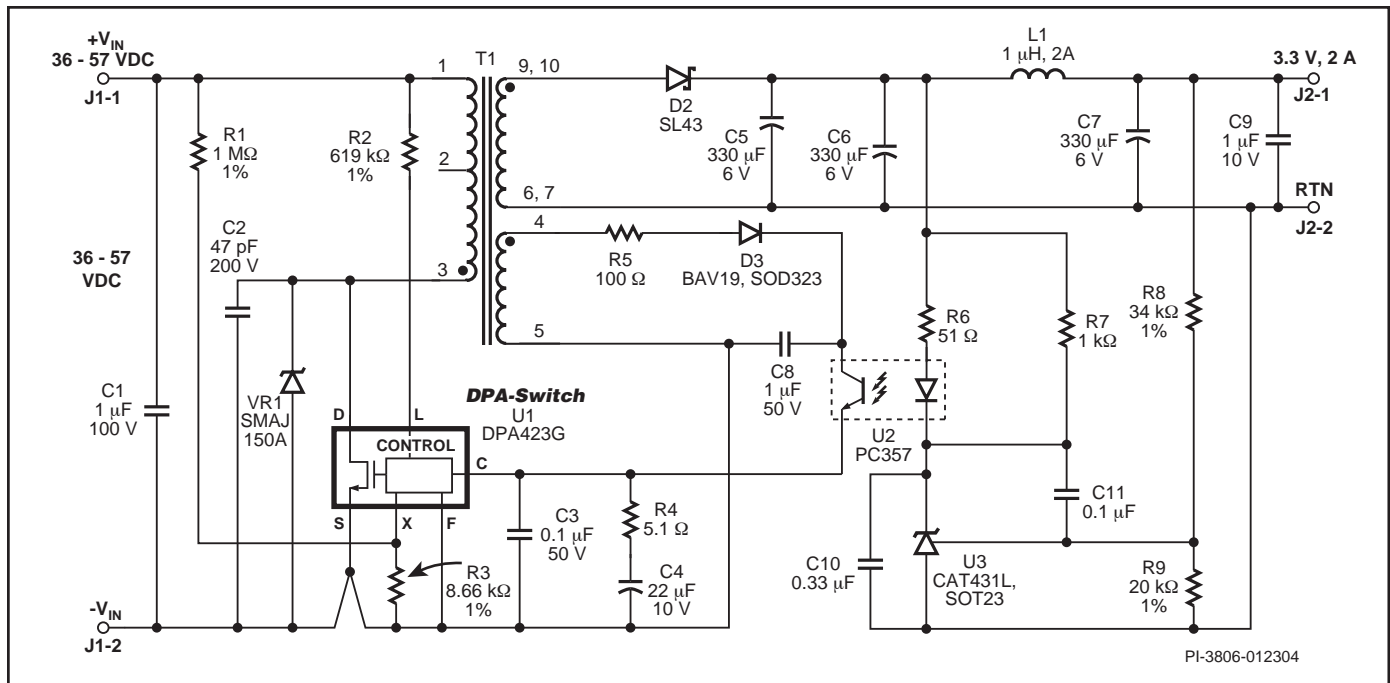 +VIN
36 - 57 VDC
J1-1
R1
1 MΩ
1%
R2
619 kΩ
1%
T1
1
2
3
9, 10
6, 7
4
5
D2
SL43
C5
330 µF
6 V
C6
330 µF
6 V
L1
1 µH, 2A
C7
330 µF
6 V
C9
1 µF
10 V
3.3 V, 2 A
J2-1
RTN
J2-2
C2
47 pF
200 V
36 - 57
VDC
R5
100 Ω
D3
BAV19, SOD323
R6
51 Ω
R7
1 kΩ
R8
34 kΩ
1%
C1
1 µF
100 V
VR1
SMAJ
150A
DPA-Switch
U1
DPA423G
D
L
CONTROL
C
S
X
F
C8
1 µF
50 V
U2
PC357
C3
0.1 µF
50 V
R4
5.1 Ω
C4
22 µF
10 V
R3
8.66 kΩ
1%
C11
0.1 µF
C10
0.33 µF
U3
CAT431L,
SOT23
R9
20 kΩ
1%
-VIN
J1-2
PI-3806-012304